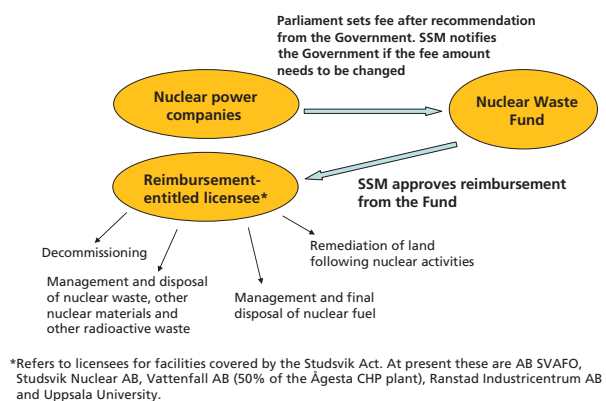 Parliament sets fee after recommendation
from the Government. SSM notifies
the Government if the fee amount
needs to be changed
Nuclear power
companies
Nuclear Waste
Fund
Reimbursement-
entitled licensee*
SSM approves reimbursement
from the Fund
Decommissioning
Remediation of land
following nuclear activities
Management and disposal
of nuclear waste, other
nuclear materials and
other radioactive waste
Management and final
disposal of nuclear fuel
*Refers to licensees for facilities covered by the Studsvik Act. At present these are AB SVAFO,
Studsvik Nuclear AB, Vattenfall AB (50% of the Ågesta CHP plant), Ranstad Industricentrum AB
and Uppsala University.